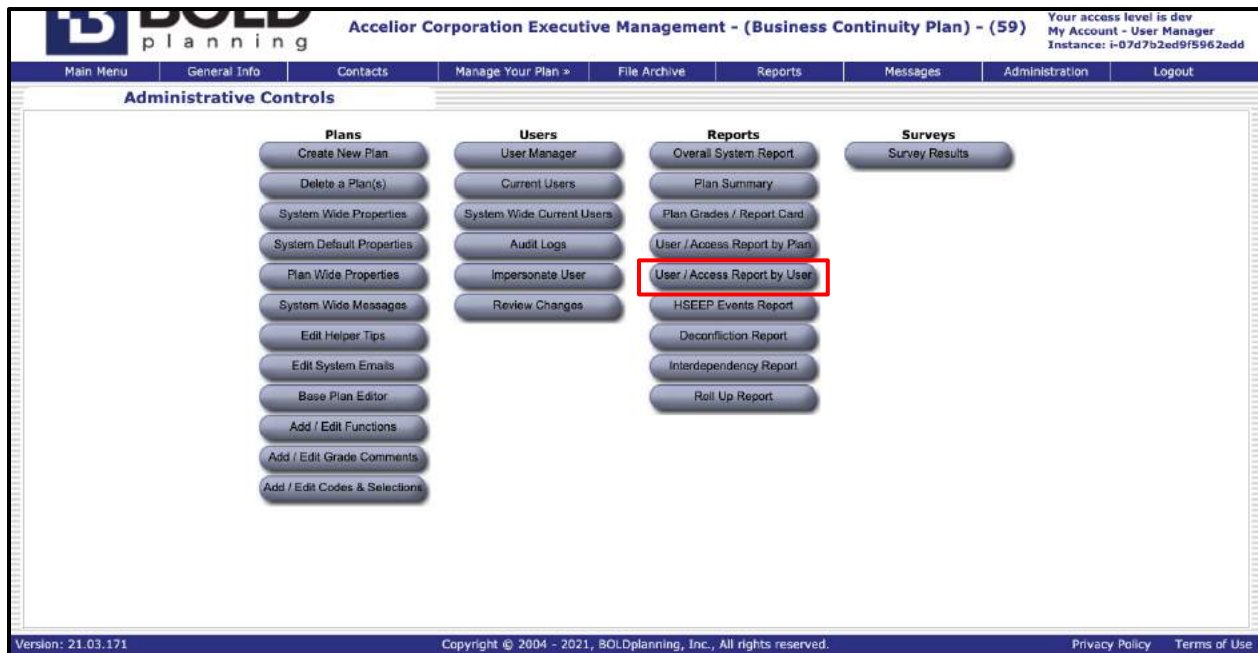 BOLD
planning
Accelior Corporation Executive Management - (Business Continuity Plan) - (59)
Your access level is dev
My Account - User Manager
Instance: i-07d7b2ed9f5962edd
Main Menu General Info Contacts Manage Your Plan » File Archive Reports Messages Administration Logout
Administrative Controls
Plans Users Reports Surveys
Create New Plan User Manager Overall System Report Survey Results
Delete a Plan(s) Current Users Plan Summary
System Wide Properties System Wide Current Users Plan Grades / Report Card
System Default Properties Audit Logs User / Access Report by Plan
Plan Wide Properties Impersonate User User / Access Report by User
System Wide Messages Review Changes HSEEP Events Report
Edit Helper Tips Deconfliction Report
Edit System Emails Interdependency Report
Base Plan Editor Roll Up Report
Add / Edit Functions
Add / Edit Grade Comments
Add / Edit Codes & Selections
Version: 21.03.171 Copyright © 2004 - 2021, BOLDplanning, Inc., All rights reserved. Privacy Policy Terms of Use